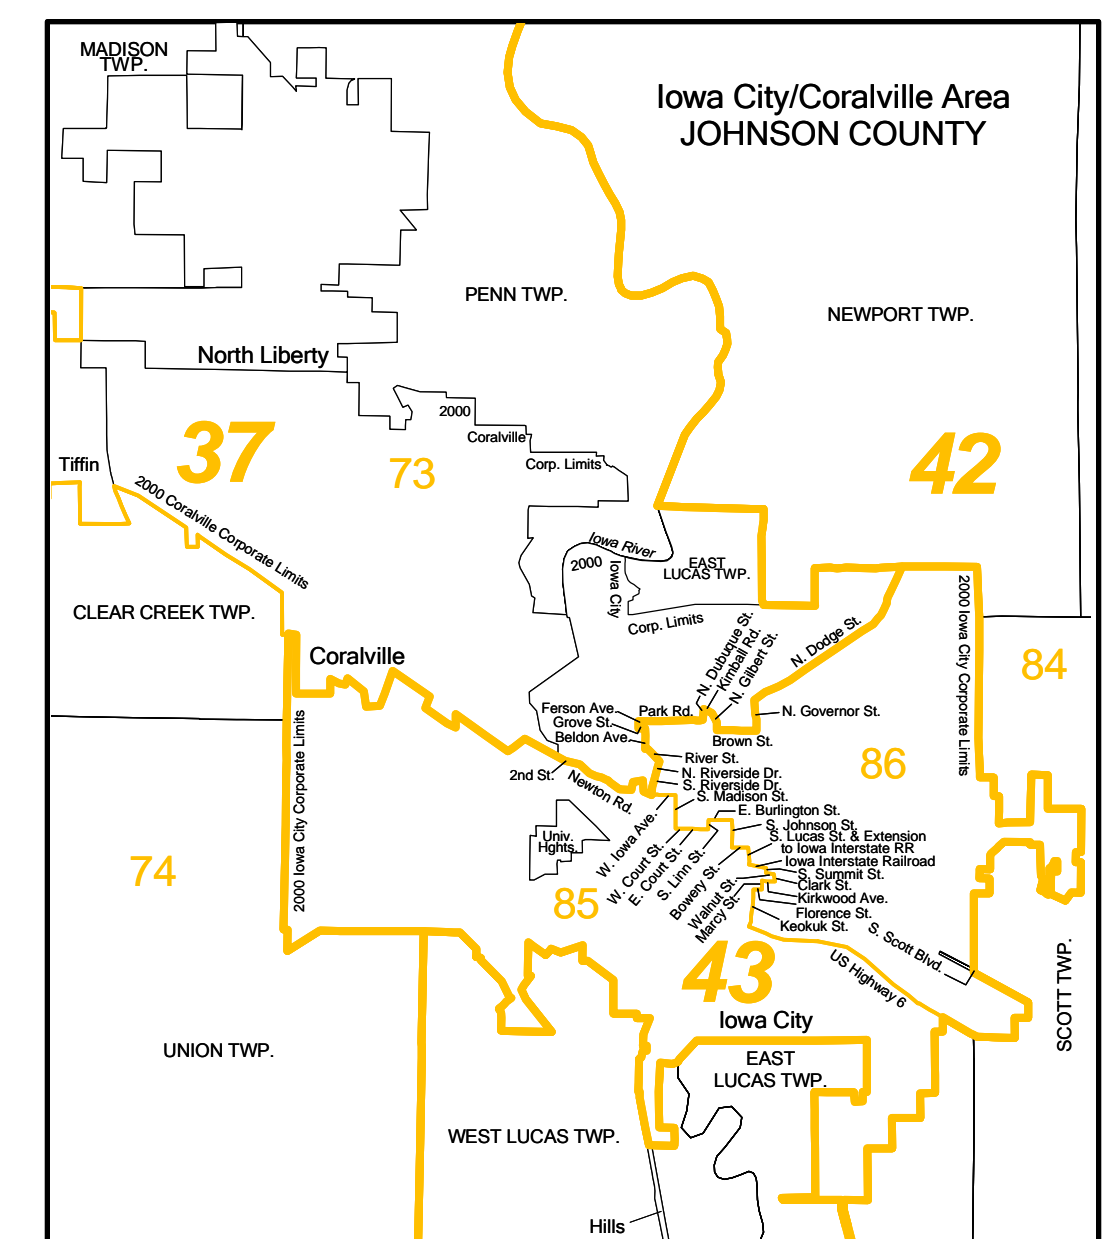 MADISON
TWP.
Iowa City/Coralville Area
JOHNSON COUNTY
PENN TWP.
NEWPORT TWP.
North Liberty
2000
Coralville
Corp. Limits
37
73
42
Tiffin
2000 Coralville Corporate Limits
Iowa River
2000
Iowa City
Corp. Limits
EAST
LUCAS TWP.
CLEAR CREEK TWP.
2000 Iowa City Corporate Limits
N. Dodge St.
N. Dubuque St.
Kimball Rd.
N. Gilbert St.
84
Coralville
Ferson Ave.
Park Rd.
N. Governor St.
Grove St.
Beldon Ave.
Brown St.
River St.
86
2nd St.
Newton Rd.
N. Riverside Dr.
S. Riverside Dr.
S. Madison St.
E. Burlington St.
S. Johnson St.
S. Lucas St. & Extension
to Iowa Interstate RR
Iowa Interstate Railroad
S. Summit St.
Clark St.
Kirkwood Ave.
Florence St.
Keokuk St.
2000 Iowa City Corporate Limits
Univ.
Hghts.
W. Iowa Ave.
W. Court St.
E. Court St.
S. Linn St.
Bowery St.
Walnut St.
Marcy St.
74
85
43
S. Scott Blvd.
US Highway 6
SCOTT TWP.
Iowa City
UNION TWP.
EAST
LUCAS TWP.
WEST LUCAS TWP.
Hills